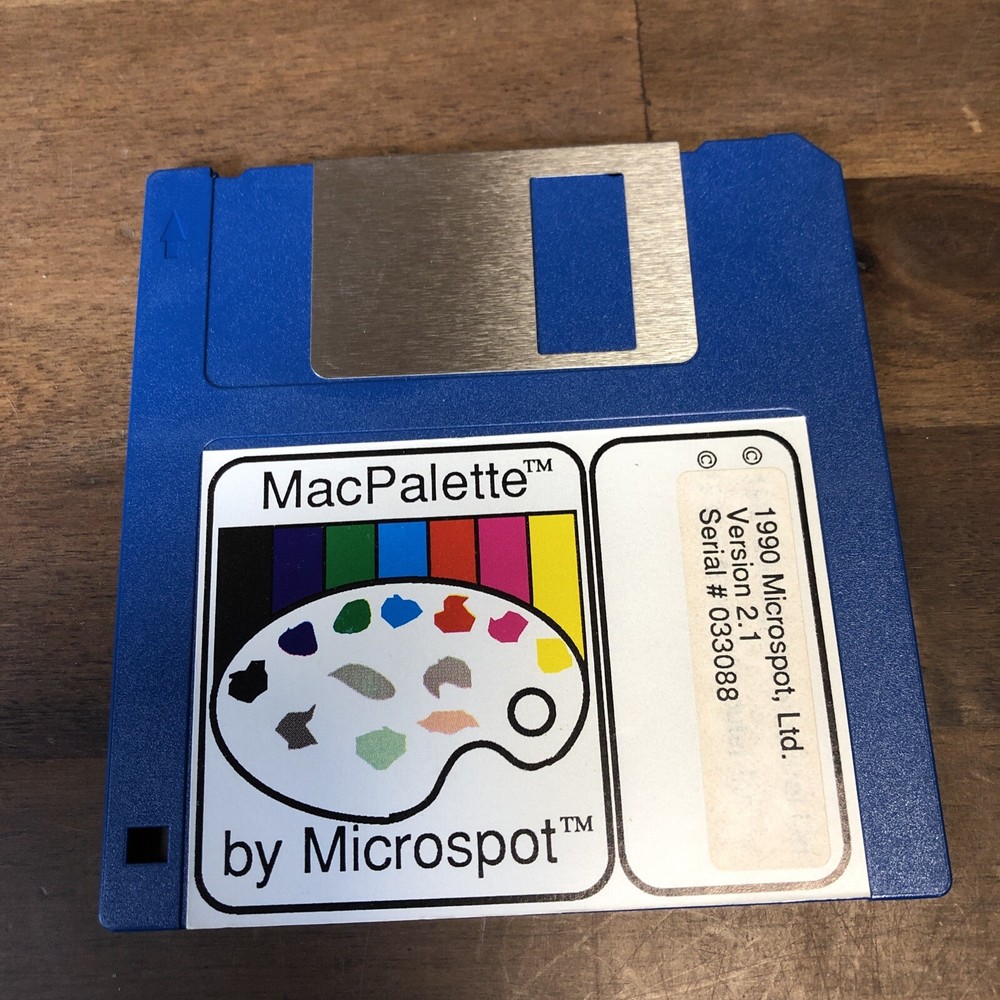 MacPalette™
by Microspot™
©
©
1990 Microspot, Ltd.
Version 2.1
Serial # 033088